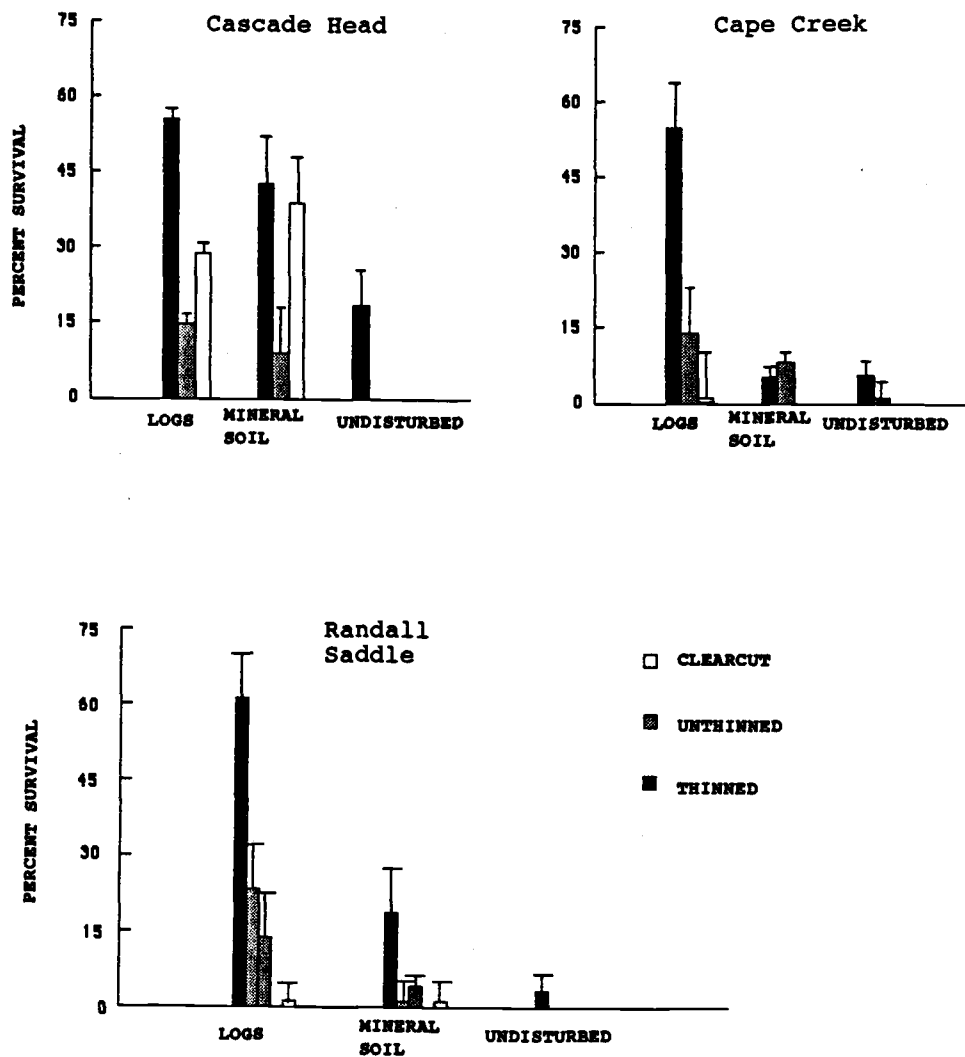 Cascade Head
75
60
45
30
15
0
PERCENT SURVIVAL
LOGS
MINERAL
SOIL
UNDISTURBED
Cape Creek
75
60
45
30
15
0
LOGS
MINERAL
SOIL
UNDISTURBED
Randall
Saddle
75
60
45
30
15
0
PERCENT SURVIVAL
LOGS
MINERAL
SOIL
UNDISTURBED
CLEARCUT
UNTHINNED
THINNED